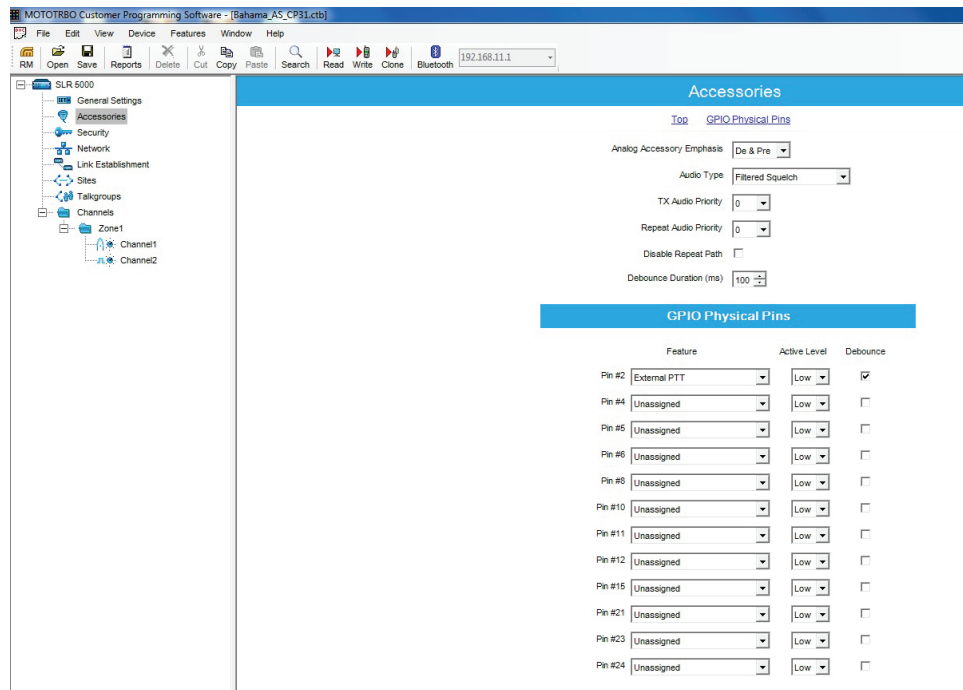 MOTOTRBO Customer Programming Software - [Bahama_AS_CP31.ctb]
File Edit View Device Features Window Help
RM Open Save Reports Delete Cut Copy Paste Search Read Write Clone Bluetooth 192.168.11.1
SLR 5000
General Settings
Accessories
Security
Network
Link Establishment
Sites
Talkgroups
Channels
Zone1
Channel1
Channel2
Accessories
Top GPIO Physical Pins
Analog Accessory Emphasis De & Pre
Audio Type Filtered Squelch
TX Audio Priority 0
Repeat Audio Priority 0
Disable Repeat Path
Debounce Duration (ms) 100
GPIO Physical Pins
Feature Active Level Debounce
Pin #2 External PTT Low
Pin #4 Unassigned Low
Pin #5 Unassigned Low
Pin #6 Unassigned Low
Pin #8 Unassigned Low
Pin #10 Unassigned Low
Pin #11 Unassigned Low
Pin #12 Unassigned Low
Pin #15 Unassigned Low
Pin #21 Unassigned Low
Pin #23 Unassigned Low
Pin #24 Unassigned Low